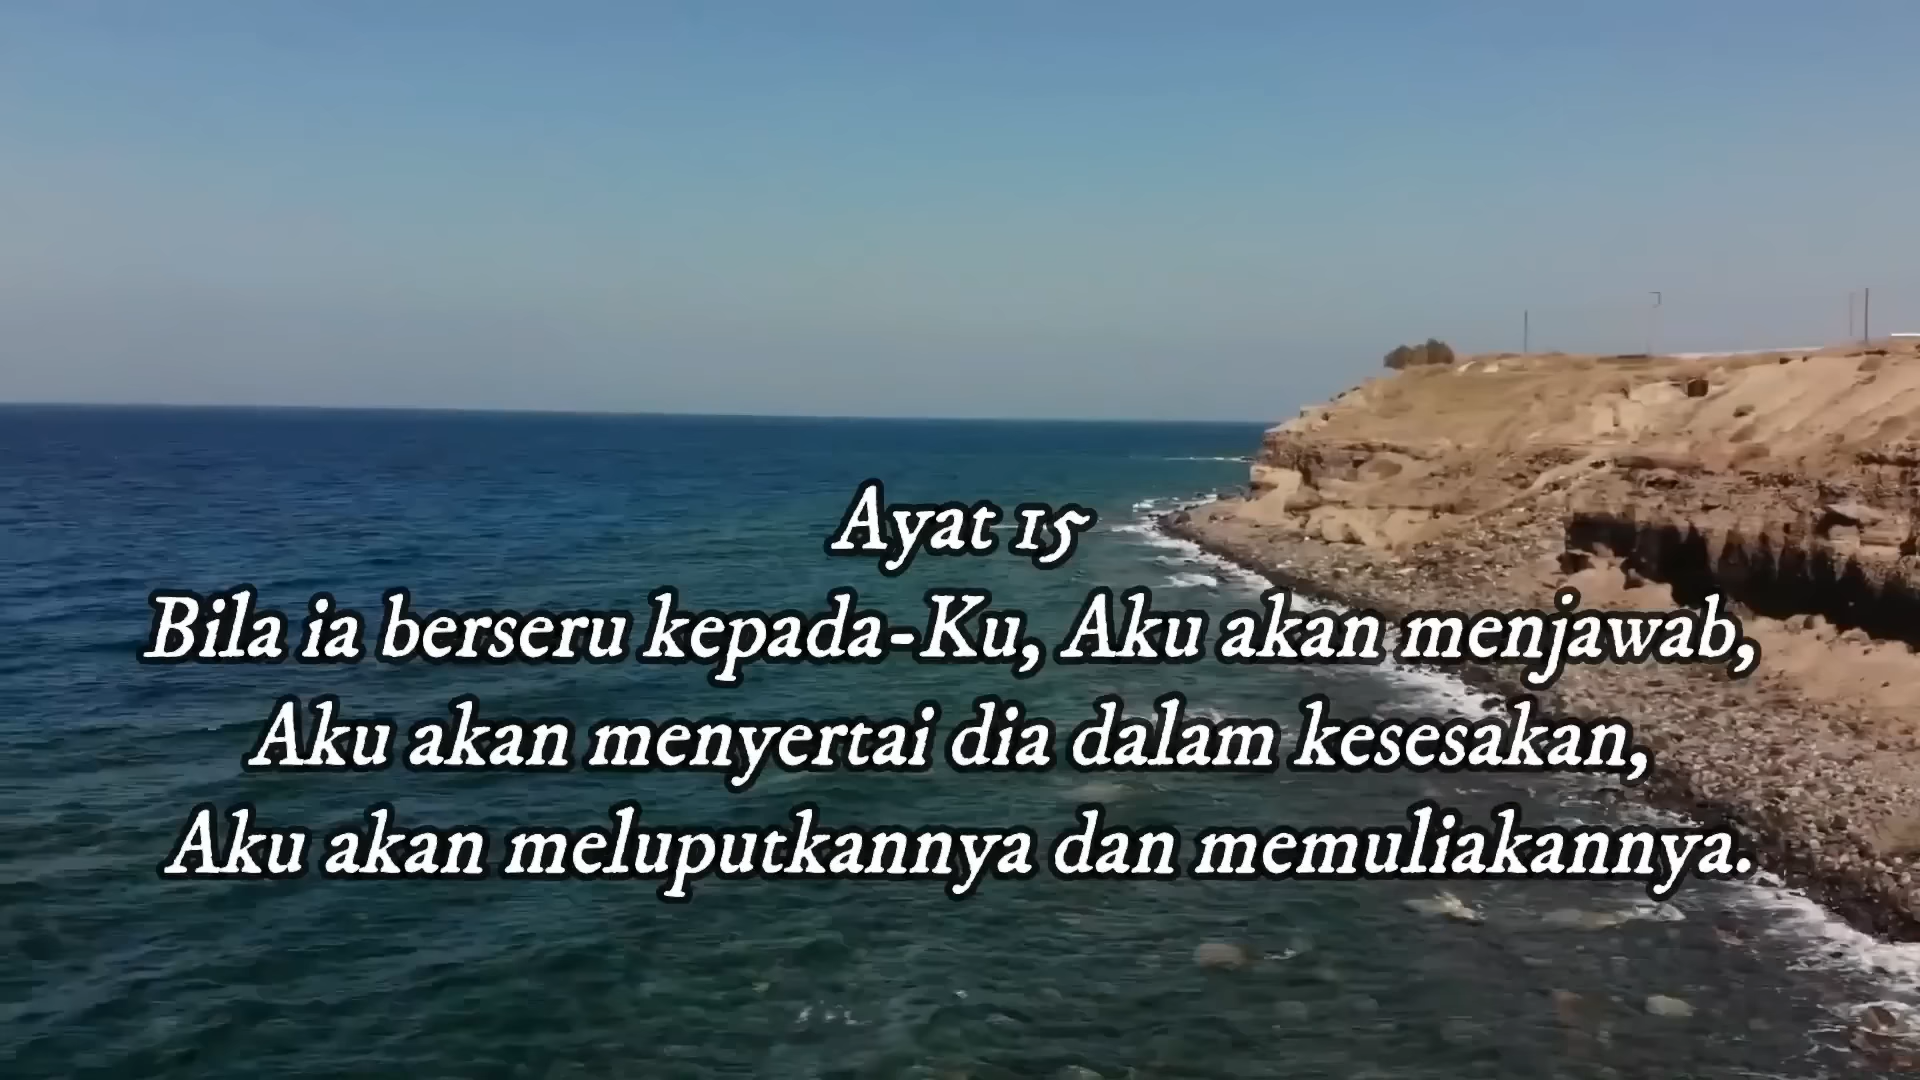 Ayat 15
Bila ia berseru kepada-Ku, Aku akan menjawab,
Aku akan menyertai dia dalam kesesakan,
Aku akan meluputkannya dan memuliakannya.